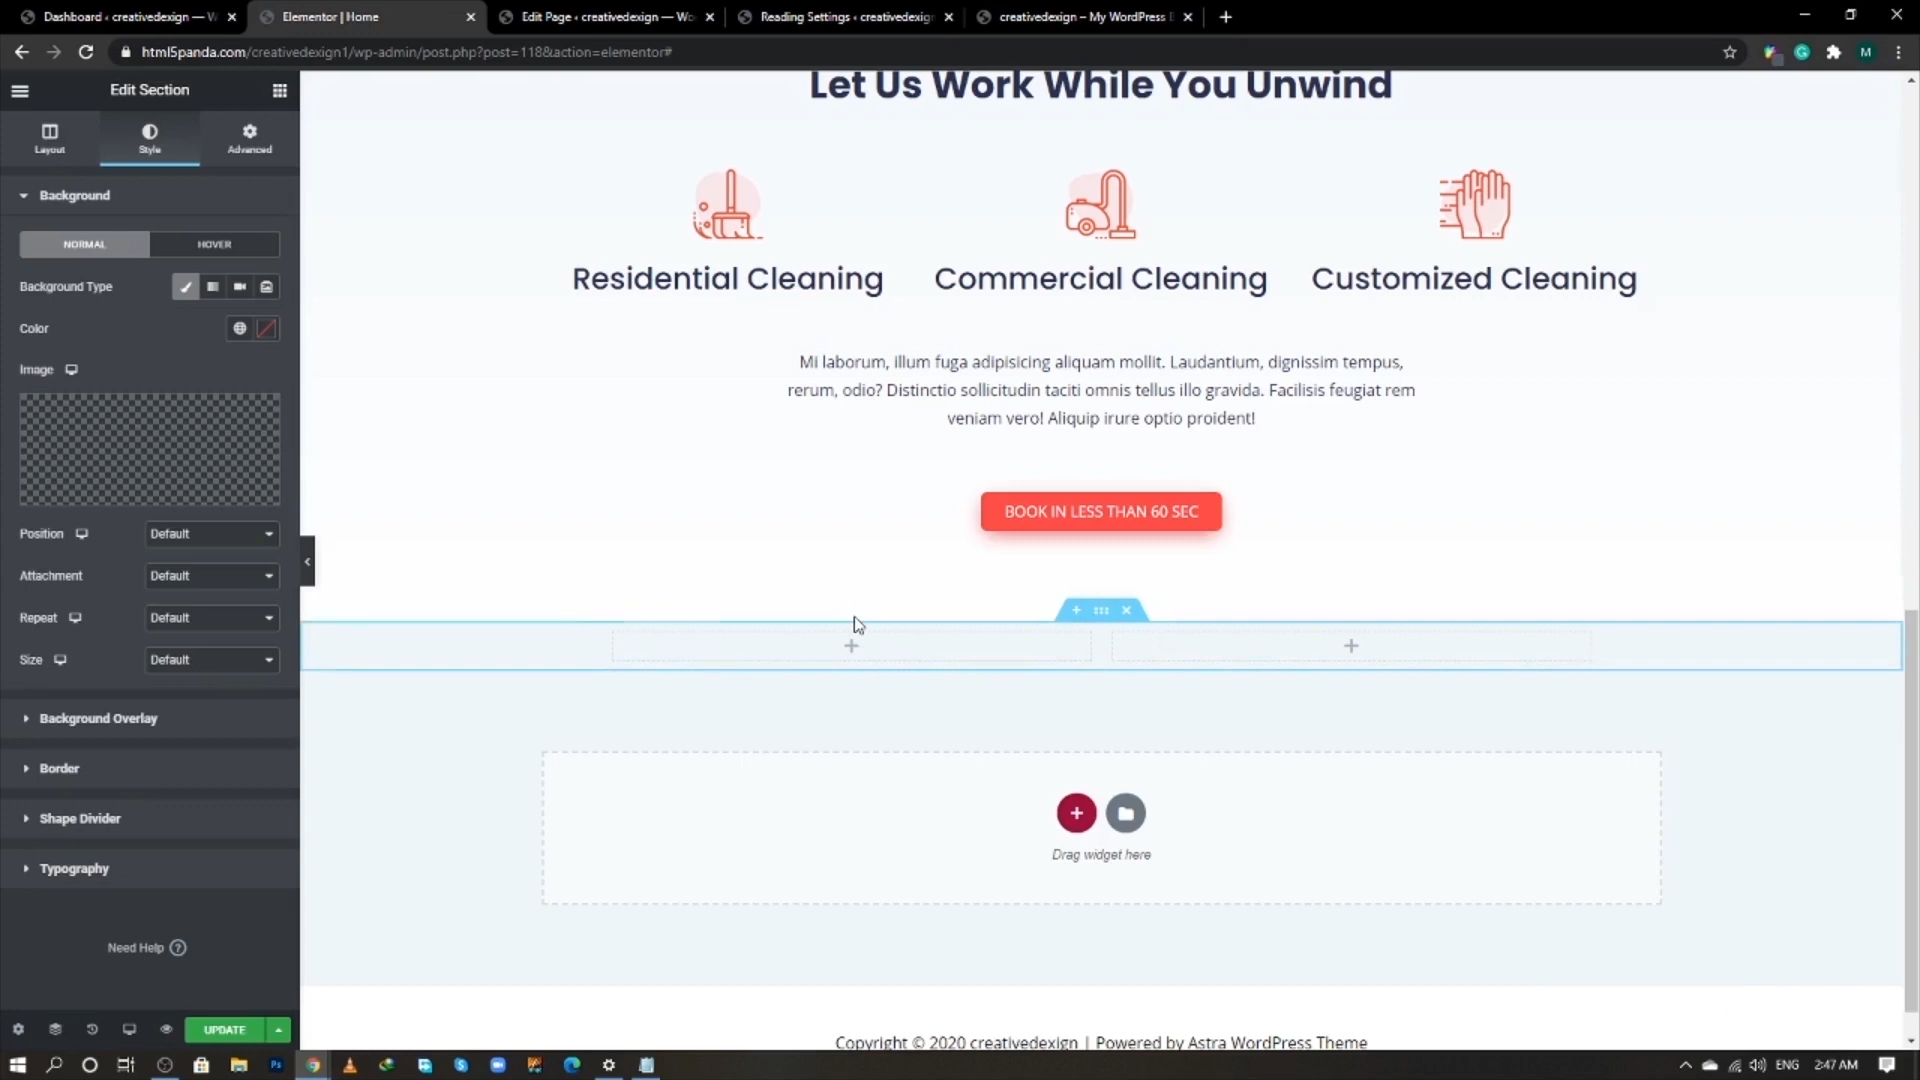 Dashboard ‹ creativedexign — W
Elementor | Home
Edit Page ‹ creativedexign — Wo
Reading Settings ‹ creativedexign
creativedexign – My WordPress B
html5panda.com/creativedexign1/wp-admin/post.php?post=118&action=elementor#
M
Edit Section
Layout
Style
Advanced
Background
NORMAL
HOVER
Background Type
Color
Image
Position
Default
Attachment
Default
Repeat
Default
Size
Default
Background Overlay
Border
Shape Divider
Typography
Need Help
UPDATE
Let Us Work While You Unwind
Residential Cleaning
Commercial Cleaning
Customized Cleaning
Mi laborum, illum fuga adipisicing aliquam mollit. Laudantium, dignissim tempus,
rerum, odio? Distinctio sollicitudin taciti omnis tellus illo gravida. Facilisis feugiat rem
veniam vero! Aliquip irure optio proident!
BOOK IN LESS THAN 60 SEC
Drag widget here
Copyright © 2020 creativedexign | Powered by Astra WordPress Theme
ENG
2:47 AM